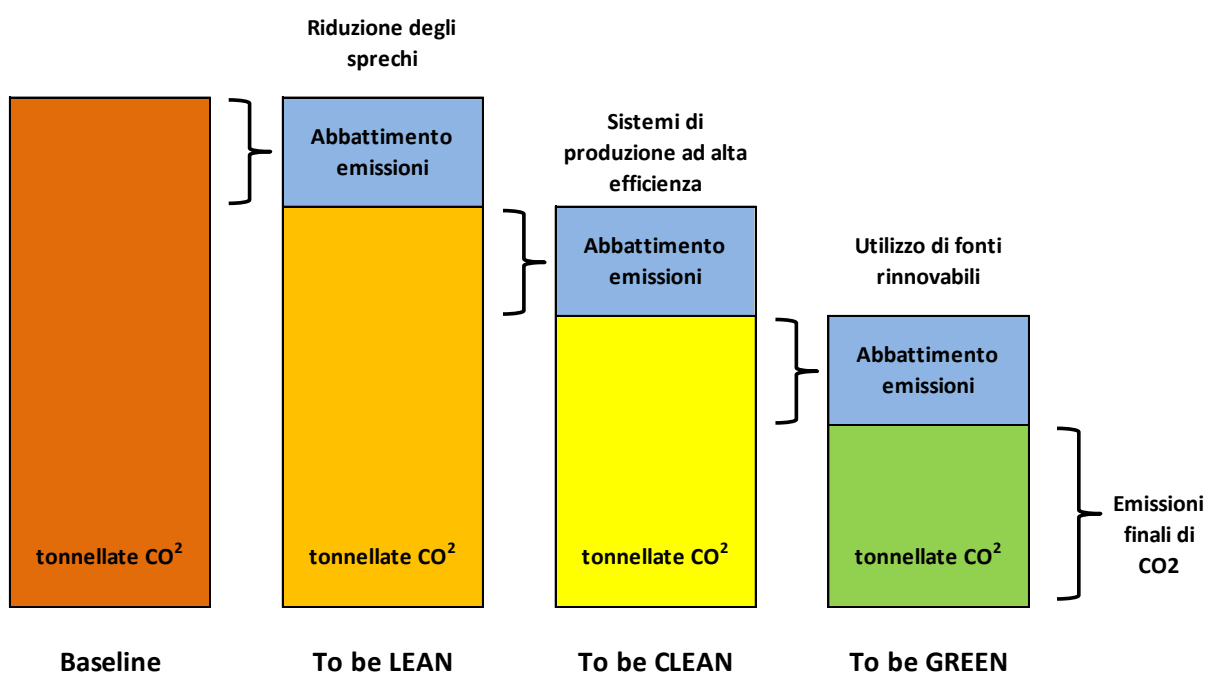 Riduzione degli
sprechi
Abbattimento
emissioni
Sistemi di
produzione ad alta
efficienza
Abbattimento
emissioni
Utilizzo di fonti
rinnovabili
Abbattimento
emissioni
tonnellate CO²
tonnellate CO²
tonnellate CO²
tonnellate CO²
Emissioni
finali di
CO2
Baseline
To be LEAN
To be CLEAN
To be GREEN